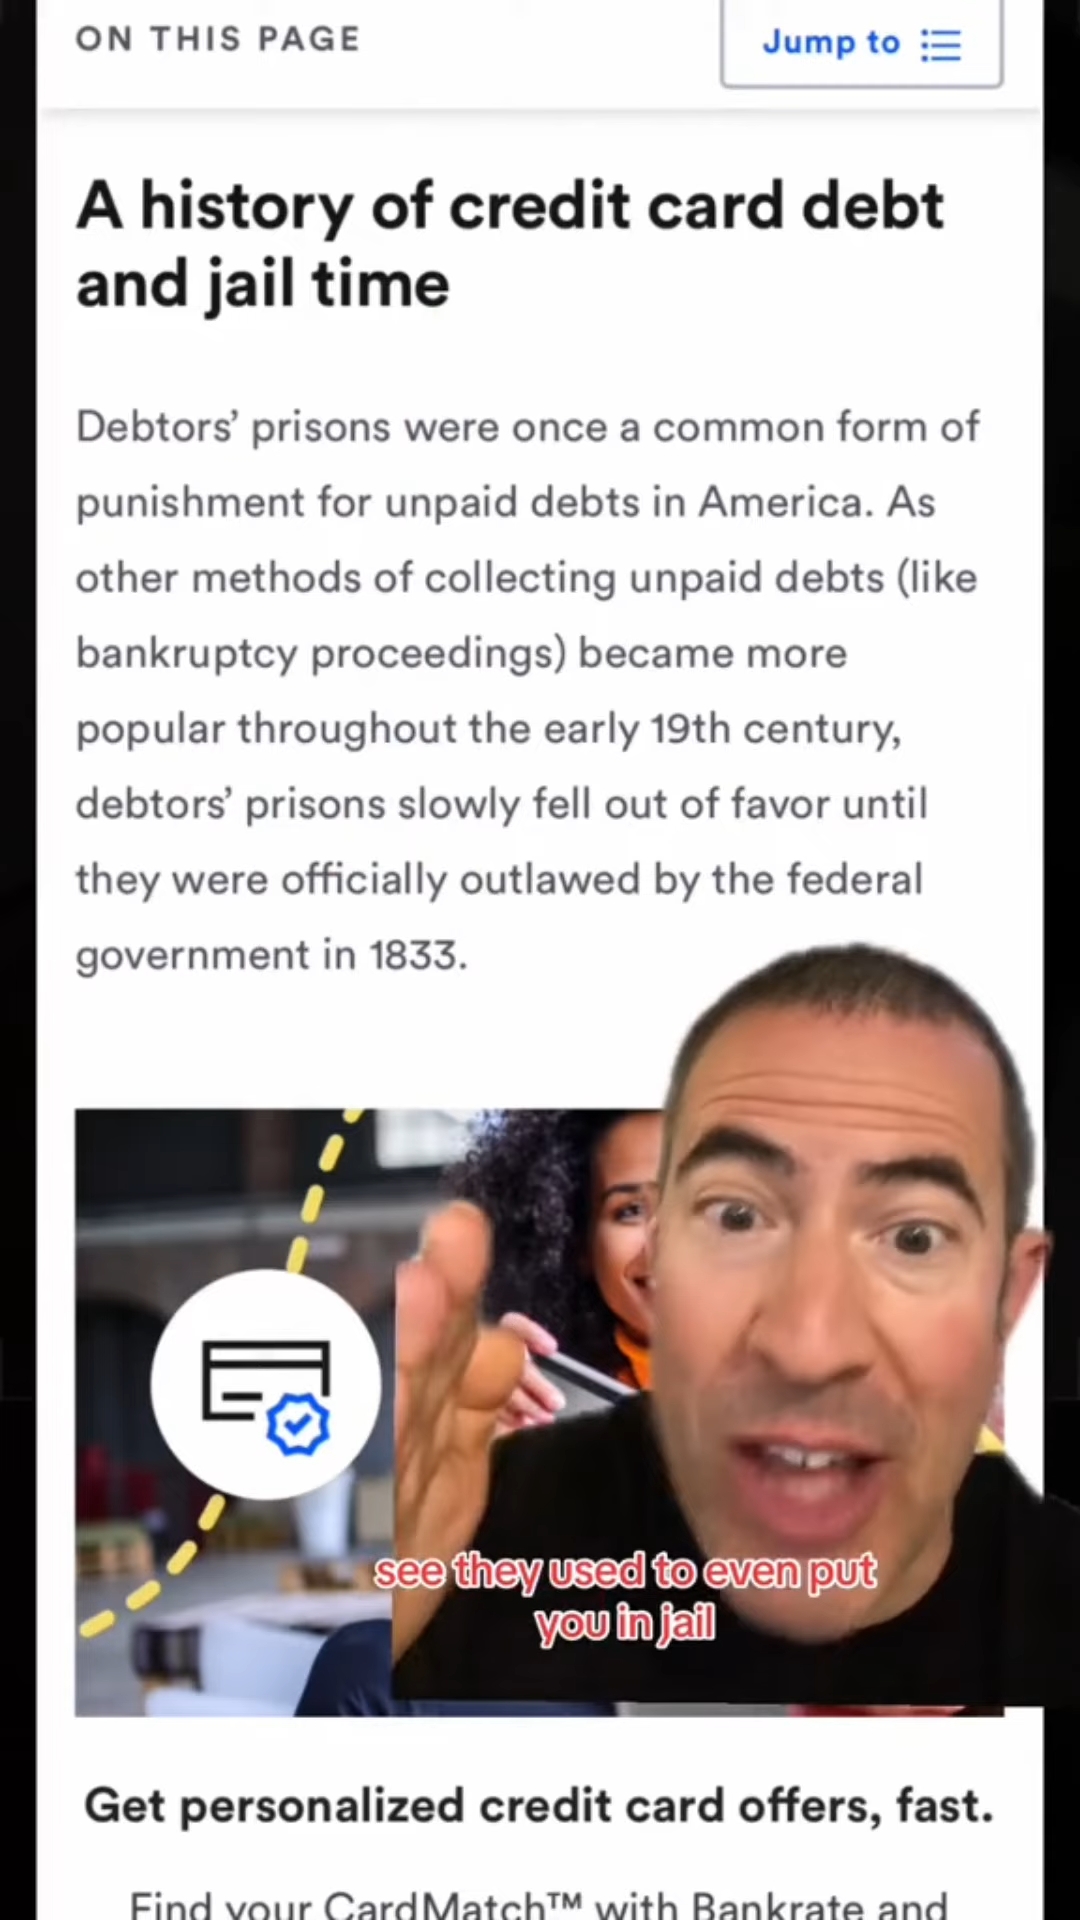 ON THIS PAGE
Jump to
A history of credit card debt
and jail time
Debtors’ prisons were once a common form of
punishment for unpaid debts in America. As
other methods of collecting unpaid debts (like
bankruptcy proceedings) became more
popular throughout the early 19th century,
debtors’ prisons slowly fell out of favor until
they were officially outlawed by the federal
government in 1833.
see they used to even put
you in jail
Get personalized credit card offers, fast.
Find your CardMatch™ with Bankrate and